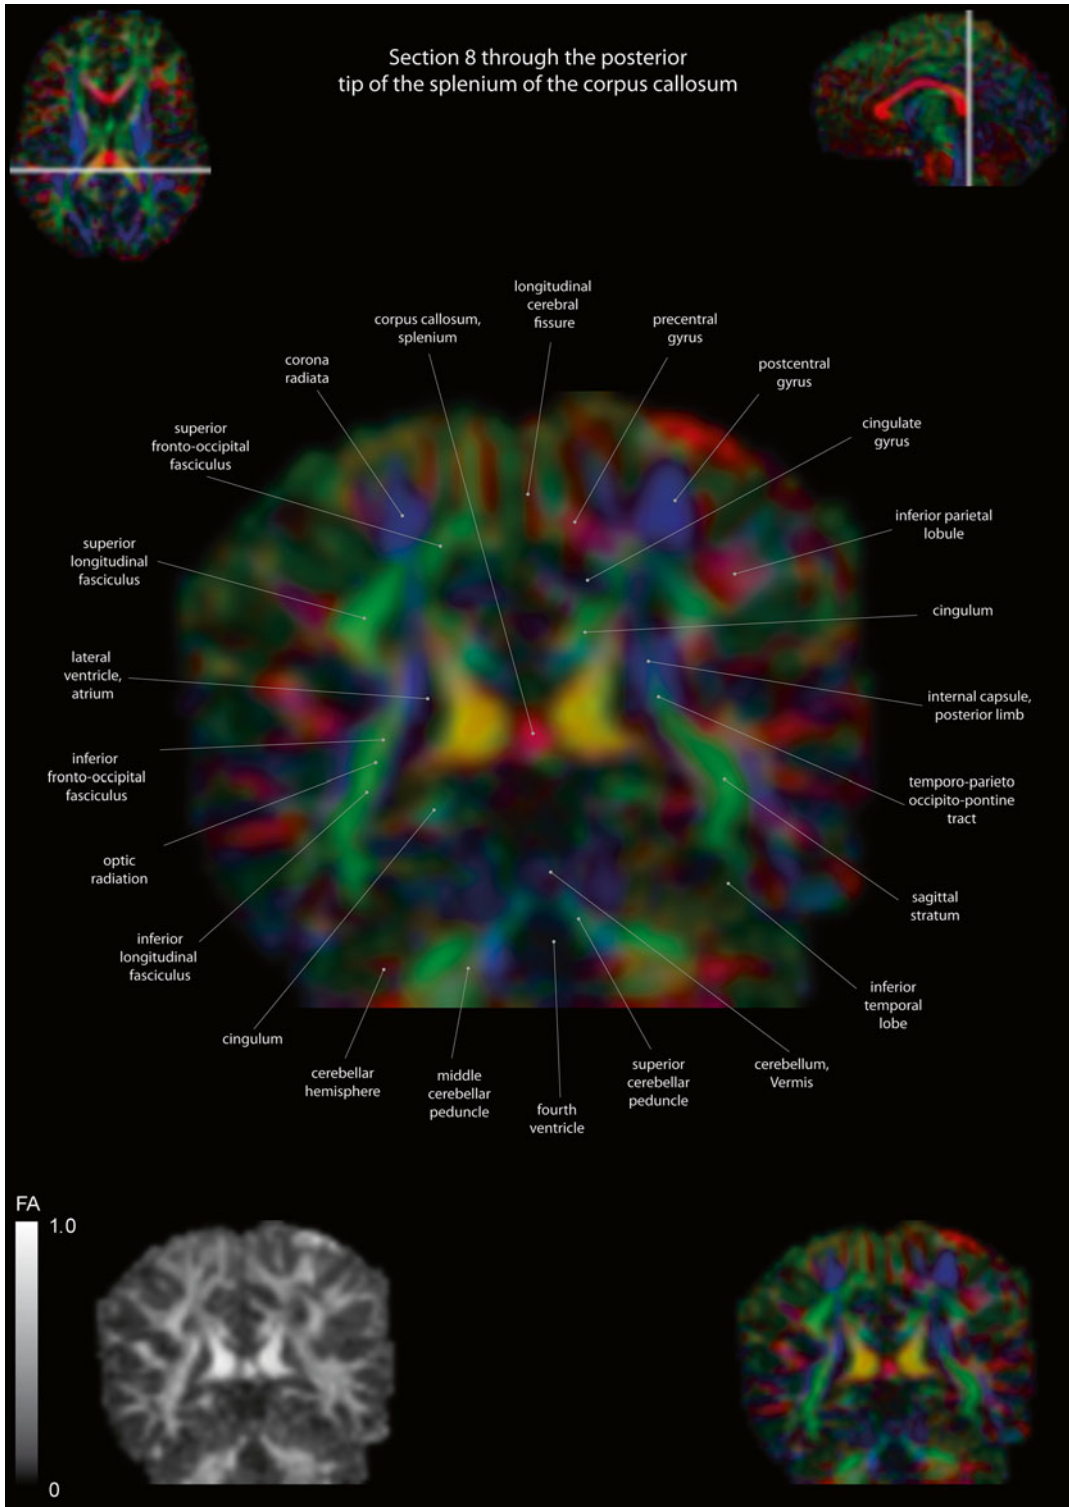 Section 8 through the posterior
tip of the splenium of the corpus callosum
longitudinal
cerebral
fissure
corpus callosum,
splenium
precentral
gyrus
corona
radiata
postcentral
gyrus
superior
fronto-occipital
fasciculus
cingulate
gyrus
inferior parietal
lobule
superior
longitudinal
fasciculus
cingulum
lateral
ventricle,
atrium
internal capsule,
posterior limb
inferior
fronto-occipital
fasciculus
temporo-parieto
occipito-pontine
tract
optic
radiation
sagittal
stratum
inferior
longitudinal
fasciculus
inferior
temporal
lobe
cingulum
cerebellar
hemisphere
middle
cerebellar
peduncle
fourth
ventricle
superior
cerebellar
peduncle
cerebellum,
Vermis
FA
1.0
0